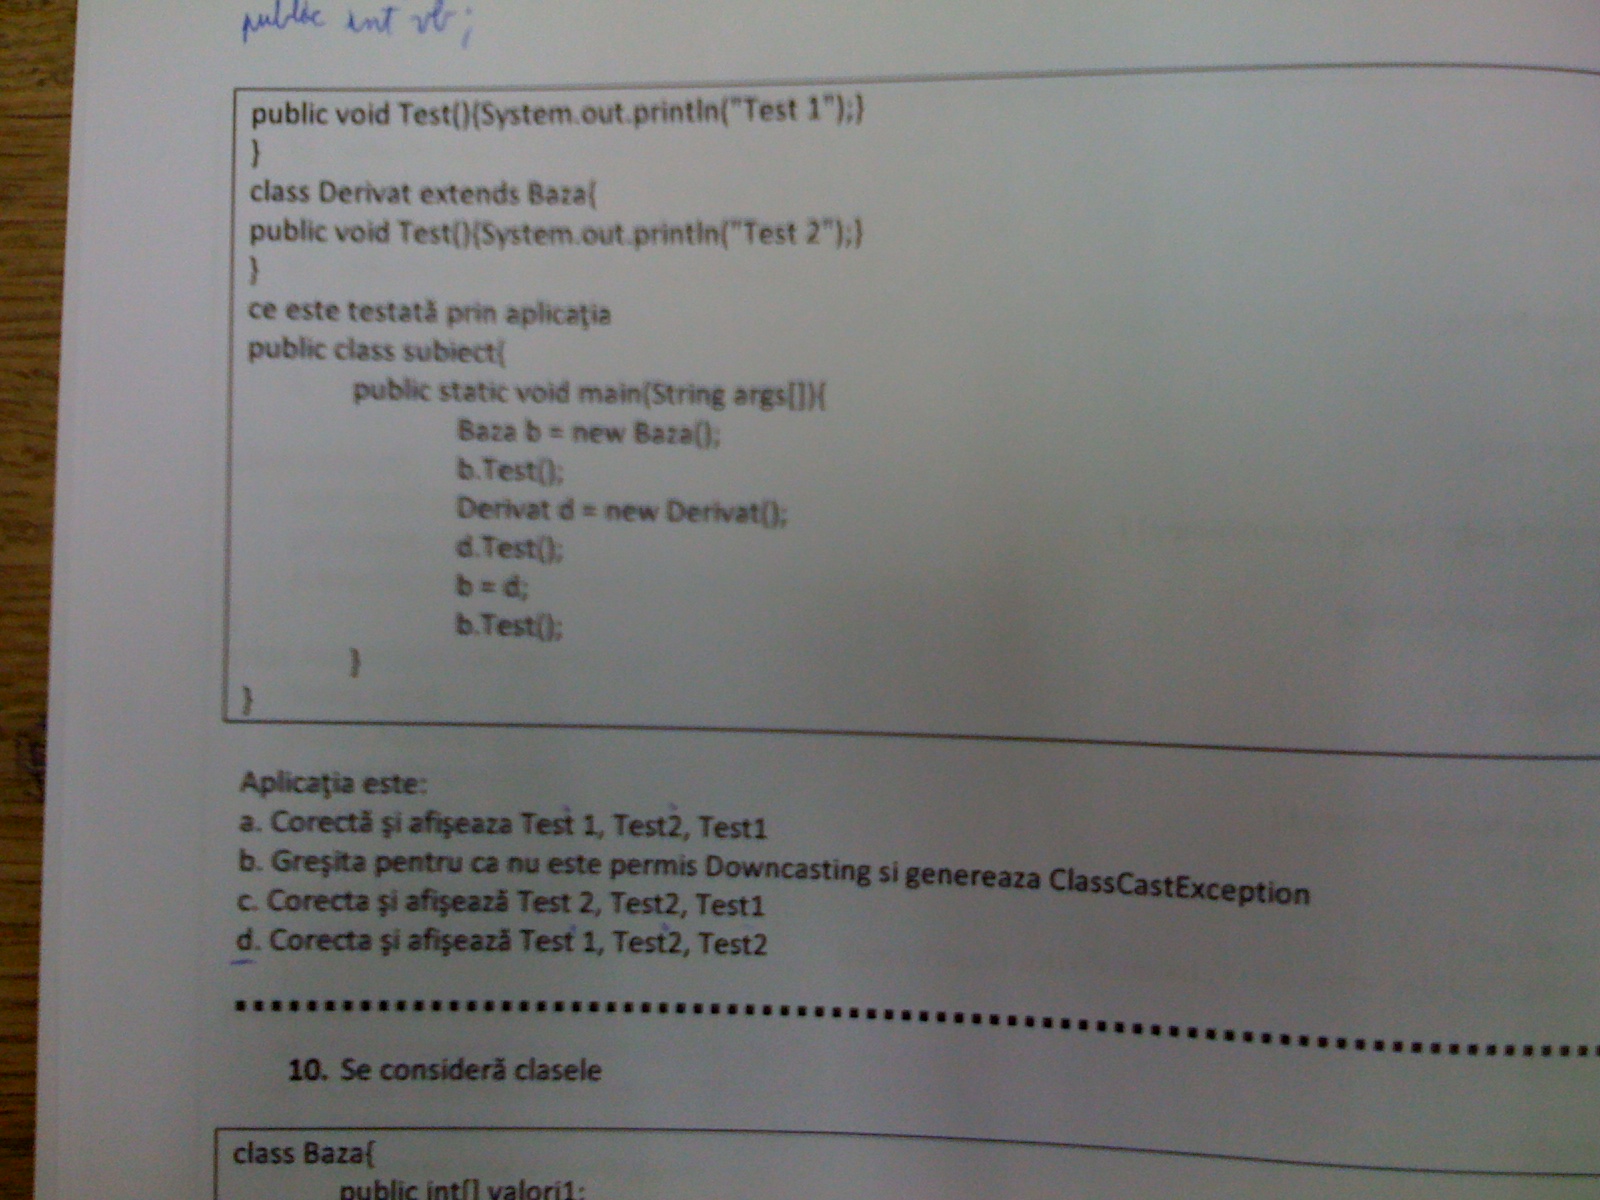 public int vb;
public void Test(){System.out.println("Test 1");}
}
class Derivat extends Baza{
public void Test(){System.out.println("Test 2");}
}
ce este testată prin aplicaţia
public class subiect{
public static void main(String args[]){
Baza b = new Baza();
b.Test();
Derivat d = new Derivat();
d.Test();
b = d;
b.Test();
}
}
Aplicaţia este:
a. Corectă şi afişeaza Test 1, Test2, Test1
b. Greşita pentru ca nu este permis Downcasting si genereaza ClassCastException
c. Corecta şi afişează Test 2, Test2, Test1
d. Corecta şi afişează Test 1, Test2, Test2
10. Se consideră clasele
class Baza{
public int[] valori1;